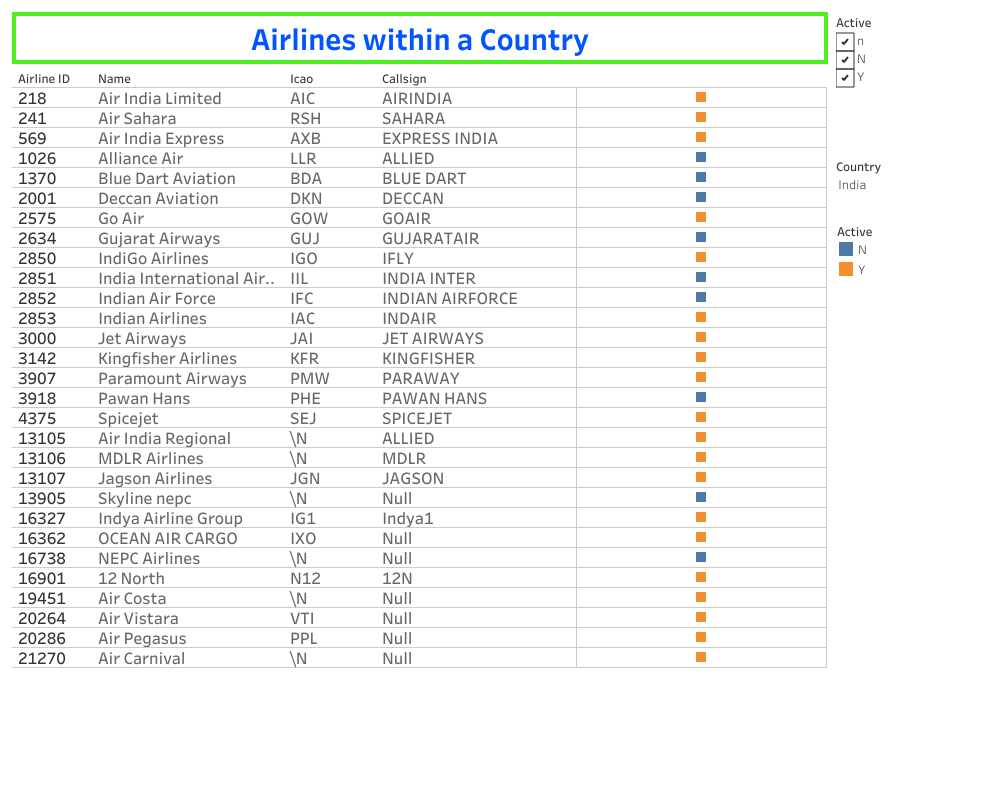 Airlines within a Country
Airline ID Name Icao Callsign
218 Air India Limited AIC AIRINDIA
241 Air Sahara RSH SAHARA
569 Air India Express AXB EXPRESS INDIA
1026 Alliance Air LLR ALLIED
1370 Blue Dart Aviation BDA BLUE DART
2001 Deccan Aviation DKN DECCAN
2575 Go Air GOW GOAIR
2634 Gujarat Airways GUJ GUJARATAIR
2850 IndiGo Airlines IGO IFLY
2851 India International Air.. IIL INDIA INTER
2852 Indian Air Force IFC INDIAN AIRFORCE
2853 Indian Airlines IAC INDAIR
3000 Jet Airways JAI JET AIRWAYS
3142 Kingfisher Airlines KFR KINGFISHER
3907 Paramount Airways PMW PARAWAY
3918 Pawan Hans PHE PAWAN HANS
4375 Spicejet SEJ SPICEJET
13105 Air India Regional \N ALLIED
13106 MDLR Airlines \N MDLR
13107 Jagson Airlines JGN JAGSON
13905 Skyline nepc \N Null
16327 Indya Airline Group IG1 Indya1
16362 OCEAN AIR CARGO IXO Null
16738 NEPC Airlines \N Null
16901 12 North N12 12N
19451 Air Costa \N Null
20264 Air Vistara VTI Null
20286 Air Pegasus PPL Null
21270 Air Carnival \N Null
Active
n
N
Y
Country
India
Active
N
Y